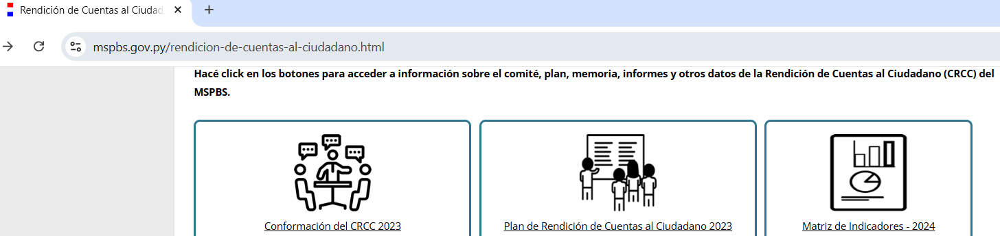 Rendición de Cuentas al Ciudad
mspbs.gov.py/rendicion-de-cuentas-al-ciudadano.html
Hacé click en los botones para acceder a información sobre el comité, plan, memoria, informes y otros datos de la Rendición de Cuentas al Ciudadano (CRCC) del
MSPBS.
Conformación del CRCC 2023
Plan de Rendición de Cuentas al Ciudadano 2023
Matriz de Indicadores - 2024